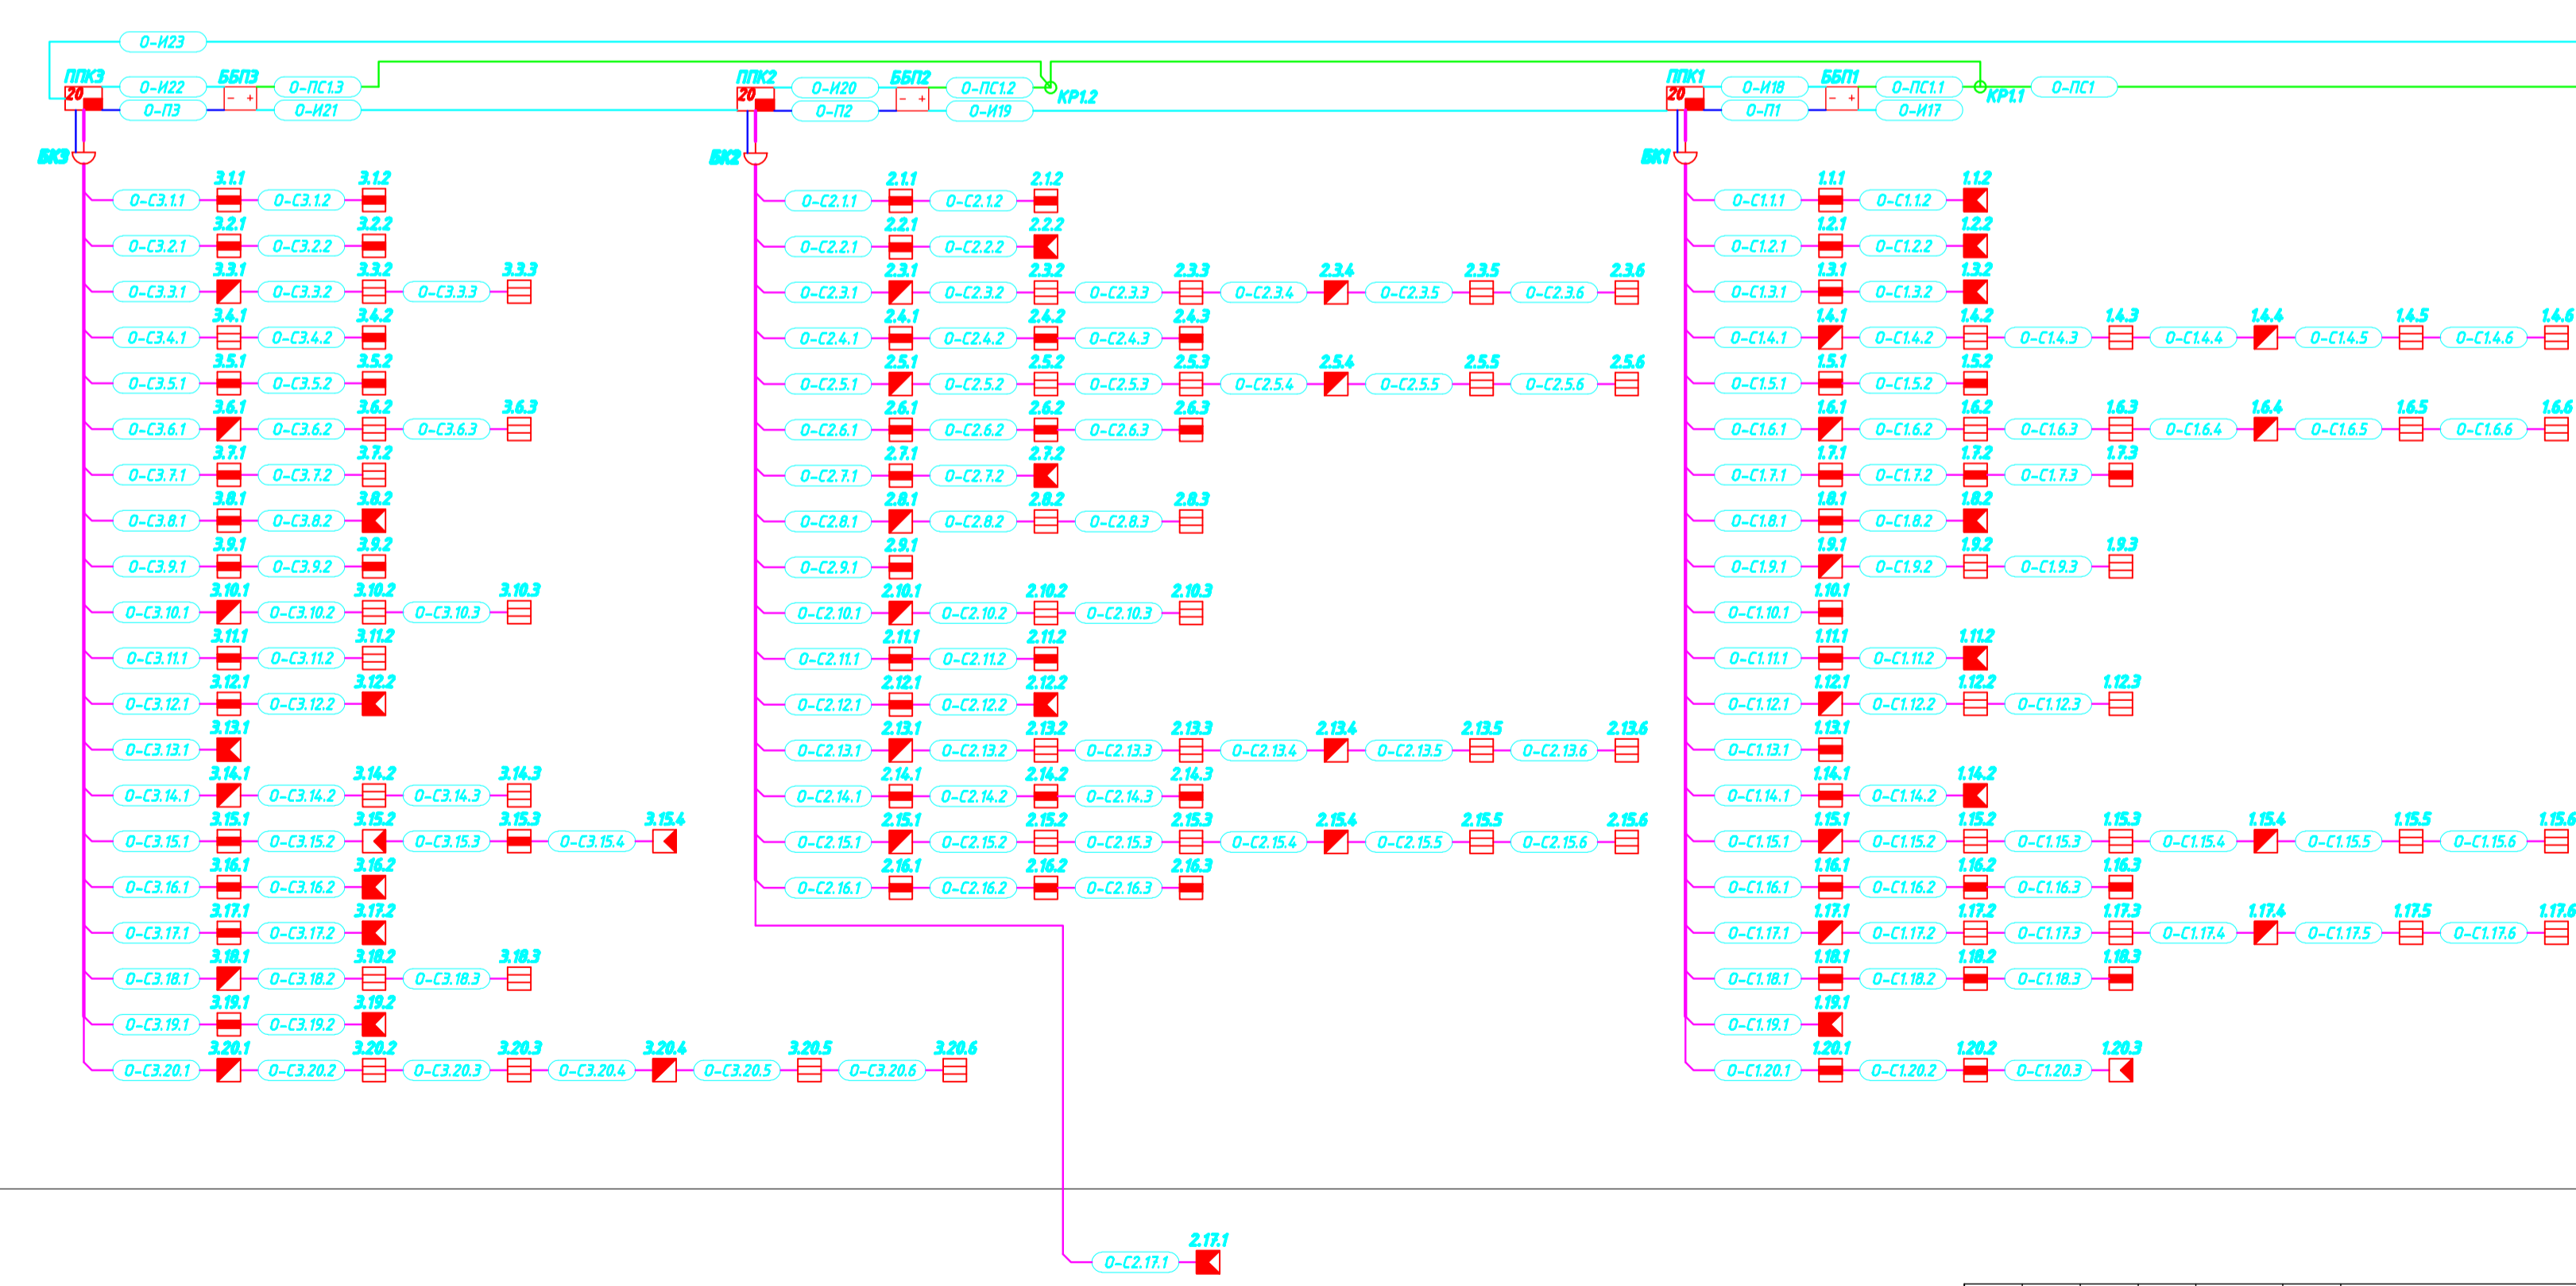 О-И23
ППК3 О-И22 ББП3 О-ПС1.3
20 - +
О-П3 О-И21
БК3
3.1.1 3.1.2
О-С3.1.1 О-С3.1.2
3.2.1 3.2.2
О-С3.2.1 О-С3.2.2
3.3.1 3.3.2 3.3.3
О-С3.3.1 О-С3.3.2 О-С3.3.3
3.4.1 3.4.2
О-С3.4.1 О-С3.4.2
3.5.1 3.5.2
О-С3.5.1 О-С3.5.2
3.6.1 3.6.2 3.6.3
О-С3.6.1 О-С3.6.2 О-С3.6.3
3.7.1 3.7.2
О-С3.7.1 О-С3.7.2
3.8.1 3.8.2
О-С3.8.1 О-С3.8.2
3.9.1 3.9.2
О-С3.9.1 О-С3.9.2
3.10.1 3.10.2 3.10.3
О-С3.10.1 О-С3.10.2 О-С3.10.3
3.11.1 3.11.2
О-С3.11.1 О-С3.11.2
3.12.1 3.12.2
О-С3.12.1 О-С3.12.2
3.13.1
О-С3.13.1
3.14.1 3.14.2 3.14.3
О-С3.14.1 О-С3.14.2 О-С3.14.3
3.15.1 3.15.2 3.15.3 3.15.4
О-С3.15.1 О-С3.15.2 О-С3.15.3 О-С3.15.4
3.16.1 3.16.2
О-С3.16.1 О-С3.16.2
3.17.1 3.17.2
О-С3.17.1 О-С3.17.2
3.18.1 3.18.2 3.18.3
О-С3.18.1 О-С3.18.2 О-С3.18.3
3.19.1 3.19.2
О-С3.19.1 О-С3.19.2
3.20.1 3.20.2 3.20.3 3.20.4 3.20.5 3.20.6
О-С3.20.1 О-С3.20.2 О-С3.20.3 О-С3.20.4 О-С3.20.5 О-С3.20.6
ППК2 О-И20 ББП2 О-ПС1.2 КР1.2
20 - +
О-П2 О-И19
БК2
2.1.1 2.1.2
О-С2.1.1 О-С2.1.2
2.2.1 2.2.2
О-С2.2.1 О-С2.2.2
2.3.1 2.3.2 2.3.3 2.3.4 2.3.5 2.3.6
О-С2.3.1 О-С2.3.2 О-С2.3.3 О-С2.3.4 О-С2.3.5 О-С2.3.6
2.4.1 2.4.2 2.4.3
О-С2.4.1 О-С2.4.2 О-С2.4.3
2.5.1 2.5.2 2.5.3 2.5.4 2.5.5 2.5.6
О-С2.5.1 О-С2.5.2 О-С2.5.3 О-С2.5.4 О-С2.5.5 О-С2.5.6
2.6.1 2.6.2 2.6.3
О-С2.6.1 О-С2.6.2 О-С2.6.3
2.7.1 2.7.2
О-С2.7.1 О-С2.7.2
2.8.1 2.8.2 2.8.3
О-С2.8.1 О-С2.8.2 О-С2.8.3
2.9.1
О-С2.9.1
2.10.1 2.10.2 2.10.3
О-С2.10.1 О-С2.10.2 О-С2.10.3
2.11.1 2.11.2
О-С2.11.1 О-С2.11.2
2.12.1 2.12.2
О-С2.12.1 О-С2.12.2
2.13.1 2.13.2 2.13.3 2.13.4 2.13.5 2.13.6
О-С2.13.1 О-С2.13.2 О-С2.13.3 О-С2.13.4 О-С2.13.5 О-С2.13.6
2.14.1 2.14.2 2.14.3
О-С2.14.1 О-С2.14.2 О-С2.14.3
2.15.1 2.15.2 2.15.3 2.15.4 2.15.5 2.15.6
О-С2.15.1 О-С2.15.2 О-С2.15.3 О-С2.15.4 О-С2.15.5 О-С2.15.6
2.16.1 2.16.2 2.16.3
О-С2.16.1 О-С2.16.2 О-С2.16.3
2.17.1
О-С2.17.1
ППК1 О-И18 ББП1 О-ПС1.1 КР1.1 О-ПС1
20 - +
О-П1 О-И17
БК1
1.1.1 1.1.2
О-С1.1.1 О-С1.1.2
1.2.1 1.2.2
О-С1.2.1 О-С1.2.2
1.3.1 1.3.2
О-С1.3.1 О-С1.3.2
1.4.1 1.4.2 1.4.3 1.4.4 1.4.5 1.4.6
О-С1.4.1 О-С1.4.2 О-С1.4.3 О-С1.4.4 О-С1.4.5 О-С1.4.6
1.5.1 1.5.2
О-С1.5.1 О-С1.5.2
1.6.1 1.6.2 1.6.3 1.6.4 1.6.5 1.6.6
О-С1.6.1 О-С1.6.2 О-С1.6.3 О-С1.6.4 О-С1.6.5 О-С1.6.6
1.7.1 1.7.2 1.7.3
О-С1.7.1 О-С1.7.2 О-С1.7.3
1.8.1 1.8.2
О-С1.8.1 О-С1.8.2
1.9.1 1.9.2 1.9.3
О-С1.9.1 О-С1.9.2 О-С1.9.3
1.10.1
О-С1.10.1
1.11.1 1.11.2
О-С1.11.1 О-С1.11.2
1.12.1 1.12.2 1.12.3
О-С1.12.1 О-С1.12.2 О-С1.12.3
1.13.1
О-С1.13.1
1.14.1 1.14.2
О-С1.14.1 О-С1.14.2
1.15.1 1.15.2 1.15.3 1.15.4 1.15.5 1.15.6
О-С1.15.1 О-С1.15.2 О-С1.15.3 О-С1.15.4 О-С1.15.5 О-С1.15.6
1.16.1 1.16.2 1.16.3
О-С1.16.1 О-С1.16.2 О-С1.16.3
1.17.1 1.17.2 1.17.3 1.17.4 1.17.5 1.17.6
О-С1.17.1 О-С1.17.2 О-С1.17.3 О-С1.17.4 О-С1.17.5 О-С1.17.6
1.18.1 1.18.2 1.18.3
О-С1.18.1 О-С1.18.2 О-С1.18.3
1.19.1
О-С1.19.1
1.20.1 1.20.2 1.20.3
О-С1.20.1 О-С1.20.2 О-С1.20.3